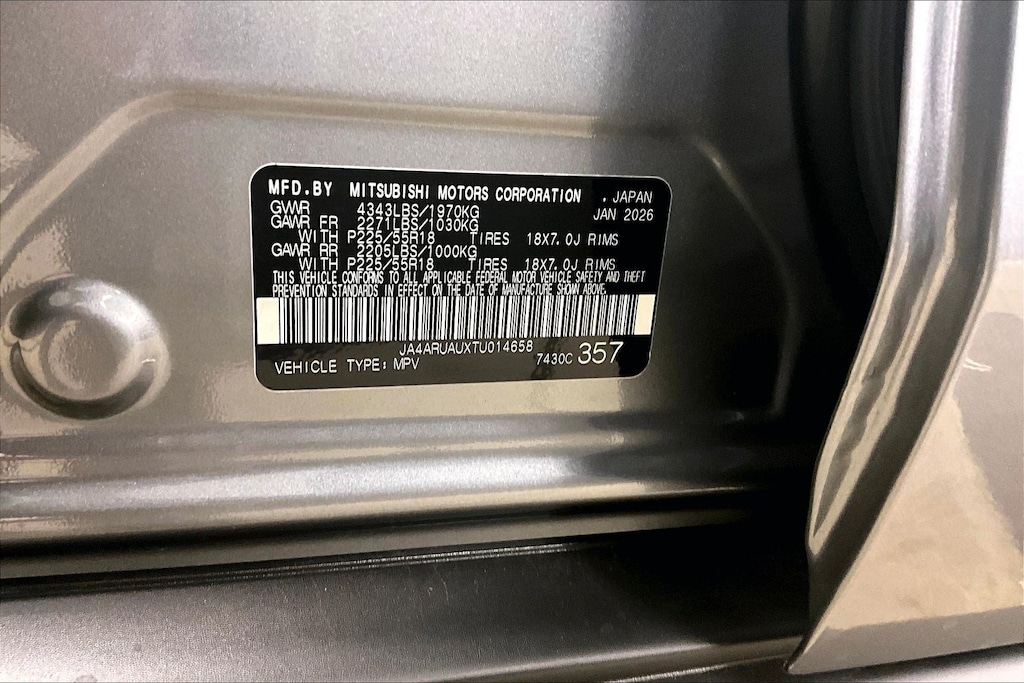 MFD.BY MITSUBISHI MOTORS CORPORATION . JAPAN
GVWR 4343LBS/1970KG JAN 2026
GAWR FR 2271LBS/1030KG
WITH P225/55R18 TIRES 18X7.0J RIMS
GAWR RR 2205LBS/1000KG
WITH P225/55R18 TIRES 18X7.0J RIMS
THIS VEHICLE CONFORMS TO ALL APPLICABLE FEDERAL MOTOR VEHICLE SAFETY AND THEFT
PREVENTION STANDARDS IN EFFECT ON THE DATE OF MANUFACTURE SHOWN ABOVE.
JA4ARUAUXTU014658
VEHICLE TYPE: MPV 7430C 357